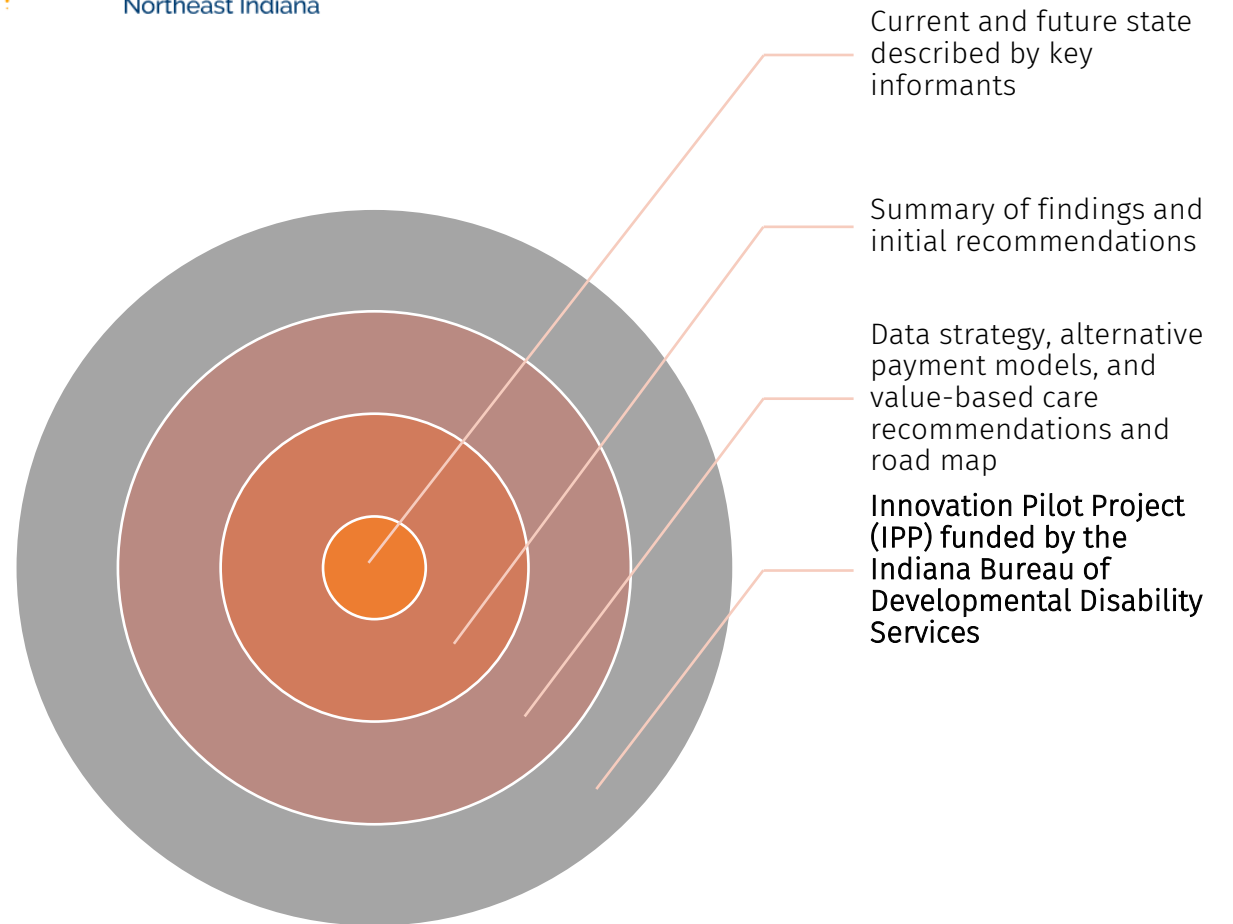 Northeast Indiana
Current and future state
described by key
informants
Summary of findings and
initial recommendations
Data strategy, alternative
payment models, and
value-based care
recommendations and
road map
Innovation Pilot Project
(IPP) funded by the
Indiana Bureau of
Developmental Disability
Services